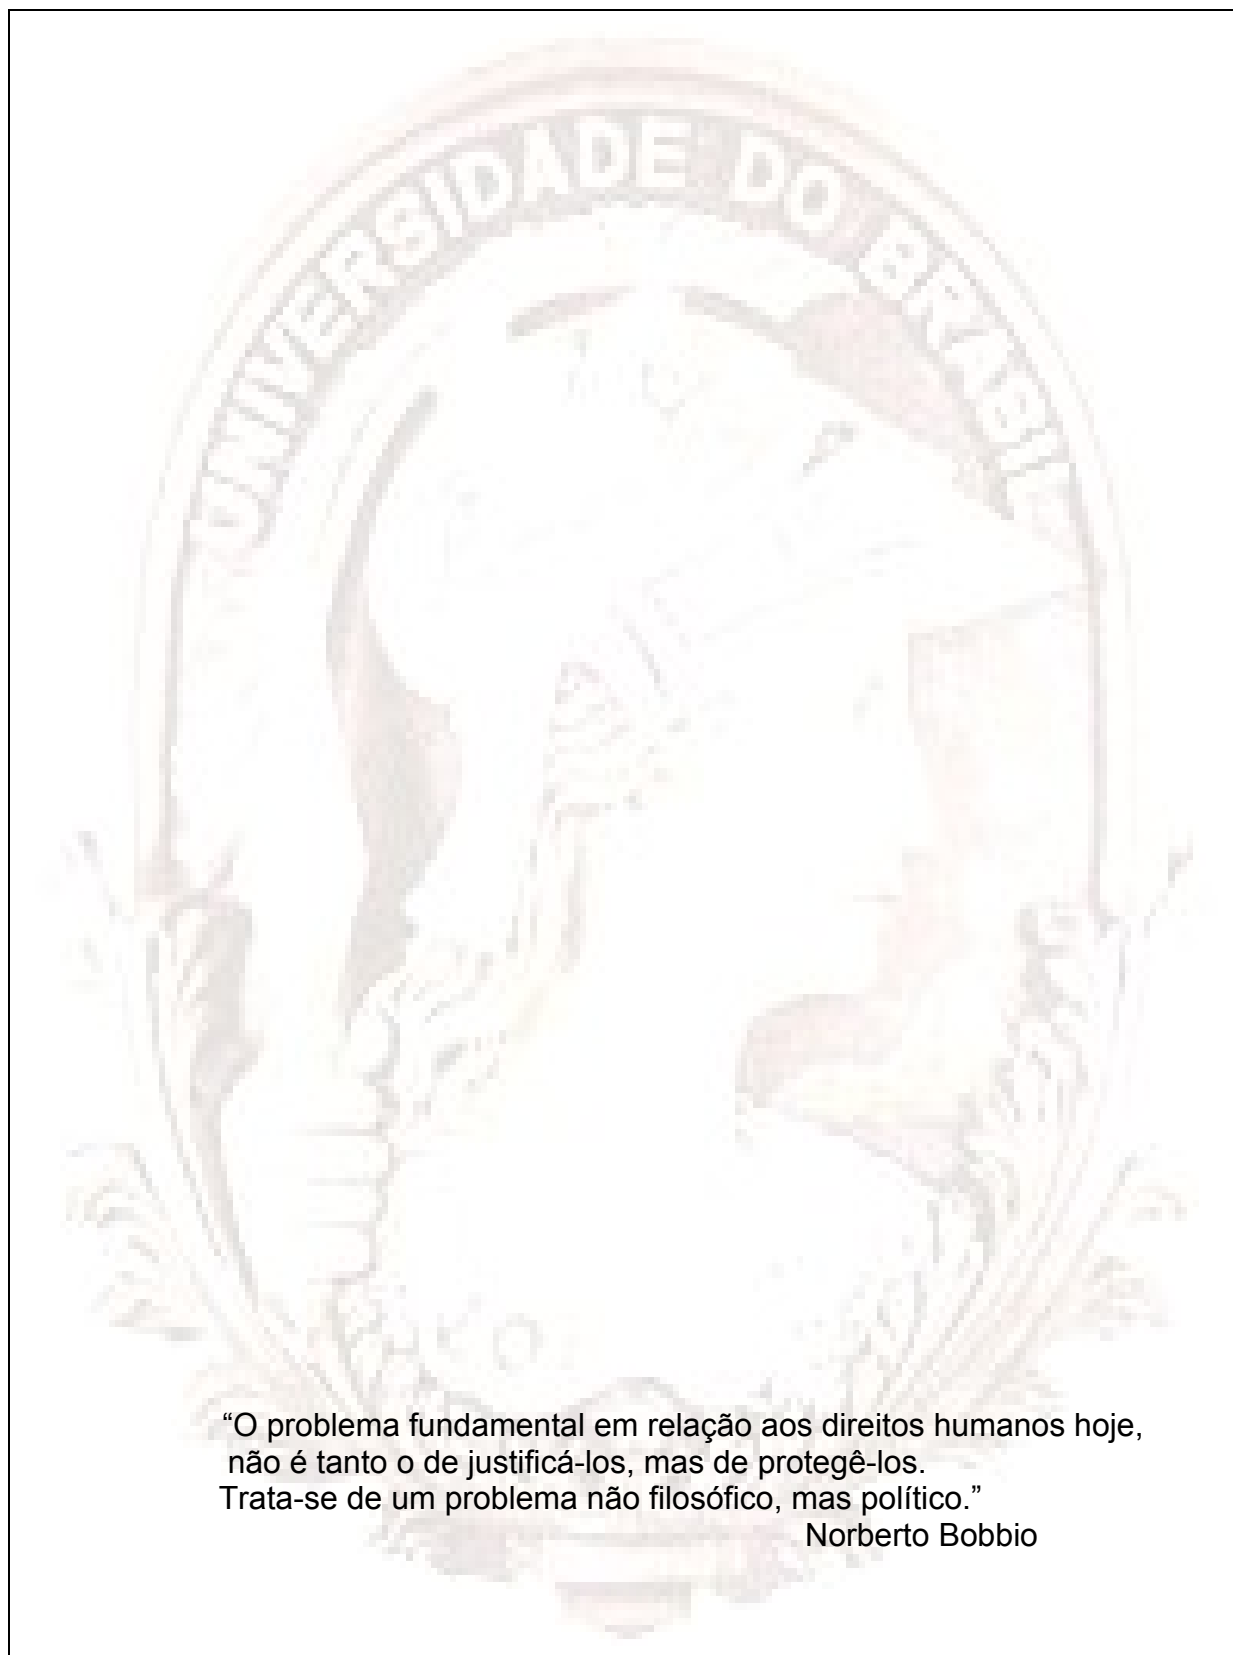 UNIVERSIDADE DO BRASIL
“O problema fundamental em relação aos direitos humanos hoje,
não é tanto o de justificá-los, mas de protegê-los.
Trata-se de um problema não filosófico, mas político.”
Norberto Bobbio